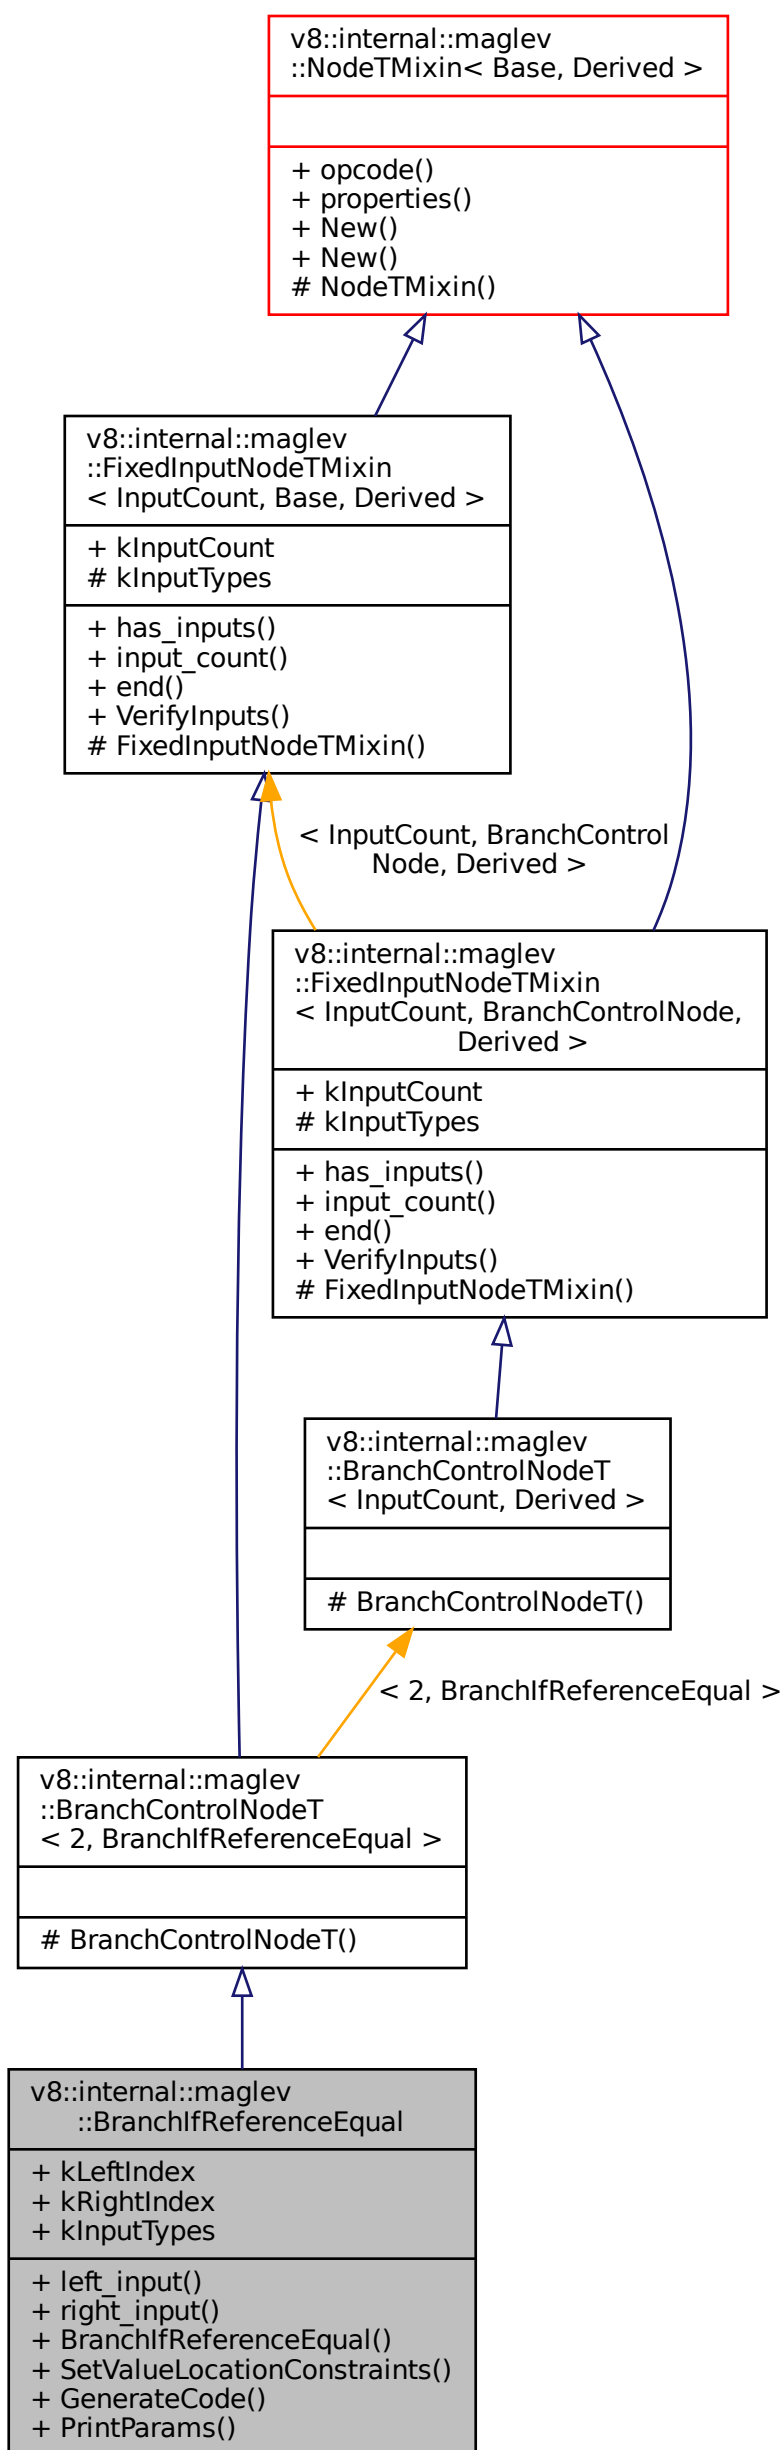 v8::internal::maglev
::NodeTMixin< Base, Derived >
+ opcode()
+ properties()
+ New()
+ New()
# NodeTMixin()
v8::internal::maglev
::FixedInputNodeTMixin
< InputCount, Base, Derived >
+ kInputCount
# kInputTypes
+ has_inputs()
+ input_count()
+ end()
+ VerifyInputs()
# FixedInputNodeTMixin()
< InputCount, BranchControl
Node, Derived >
v8::internal::maglev
::FixedInputNodeTMixin
< InputCount, BranchControlNode,
Derived >
+ kInputCount
# kInputTypes
+ has_inputs()
+ input_count()
+ end()
+ VerifyInputs()
# FixedInputNodeTMixin()
v8::internal::maglev
::BranchControlNodeT
< InputCount, Derived >
# BranchControlNodeT()
< 2, BranchIfReferenceEqual >
v8::internal::maglev
::BranchControlNodeT
< 2, BranchIfReferenceEqual >
# BranchControlNodeT()
v8::internal::maglev
::BranchIfReferenceEqual
+ kLeftIndex
+ kRightIndex
+ kInputTypes
+ left_input()
+ right_input()
+ BranchIfReferenceEqual()
+ SetValueLocationConstraints()
+ GenerateCode()
+ PrintParams()